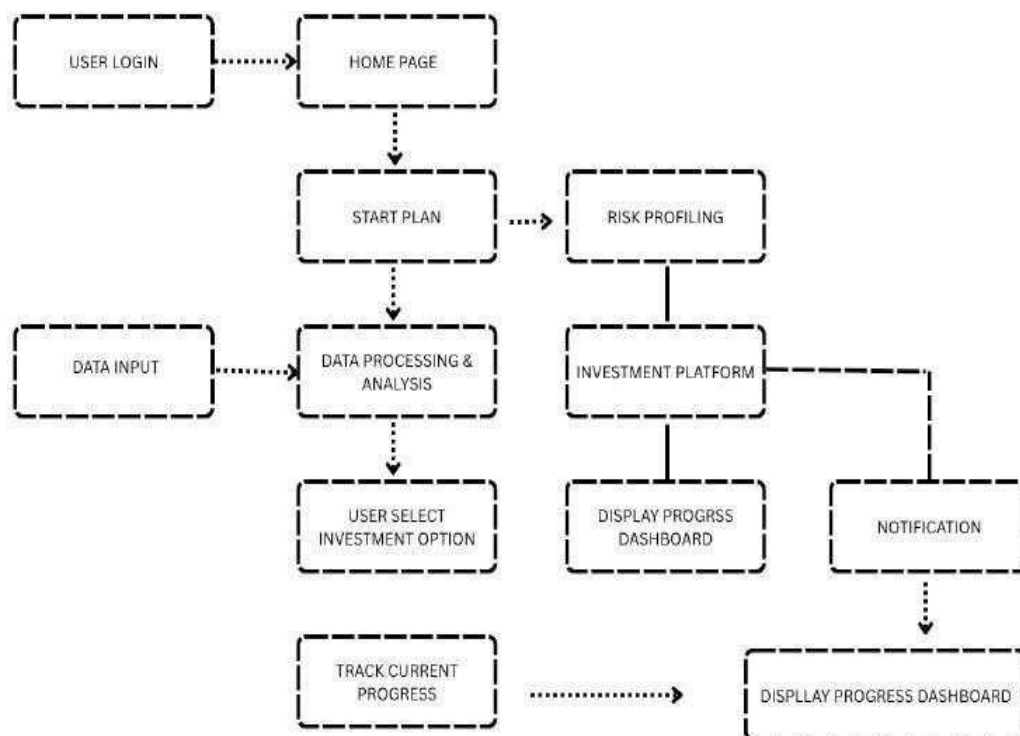 USER LOGIN
HOME PAGE
START PLAN
RISK PROFILING
DATA INPUT
DATA PROCESSING &
ANALYSIS
INVESTMENT PLATFORM
USER SELECT
INVESTMENT OPTION
DISPLAY PROGRSS
DASHBOARD
NOTIFICATION
TRACK CURRENT
PROGRESS
DISPLLAY PROGRESS DASHBOARD